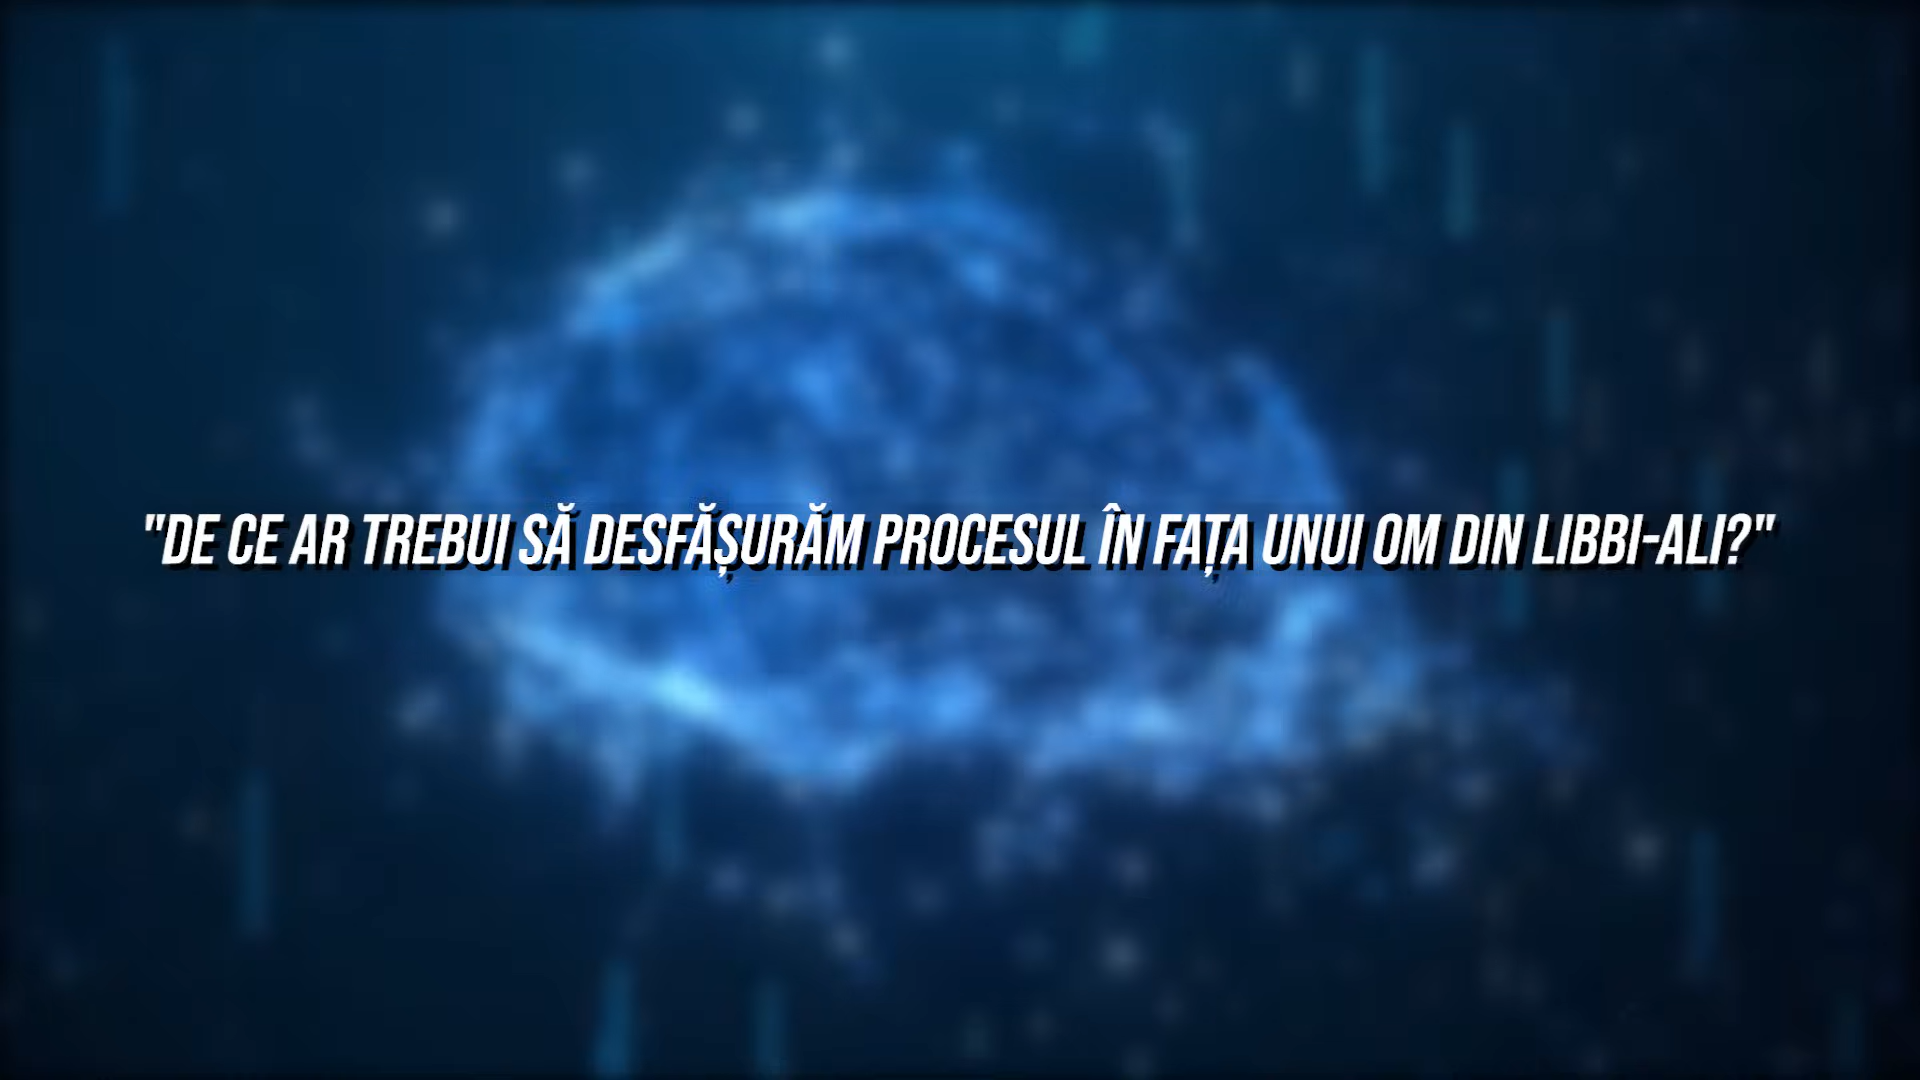 "DE CE AR TREBUI SĂ DESFĂȘURĂM PROCESUL ÎN FAȚA UNUI OM DIN LIBBI-ALI?"